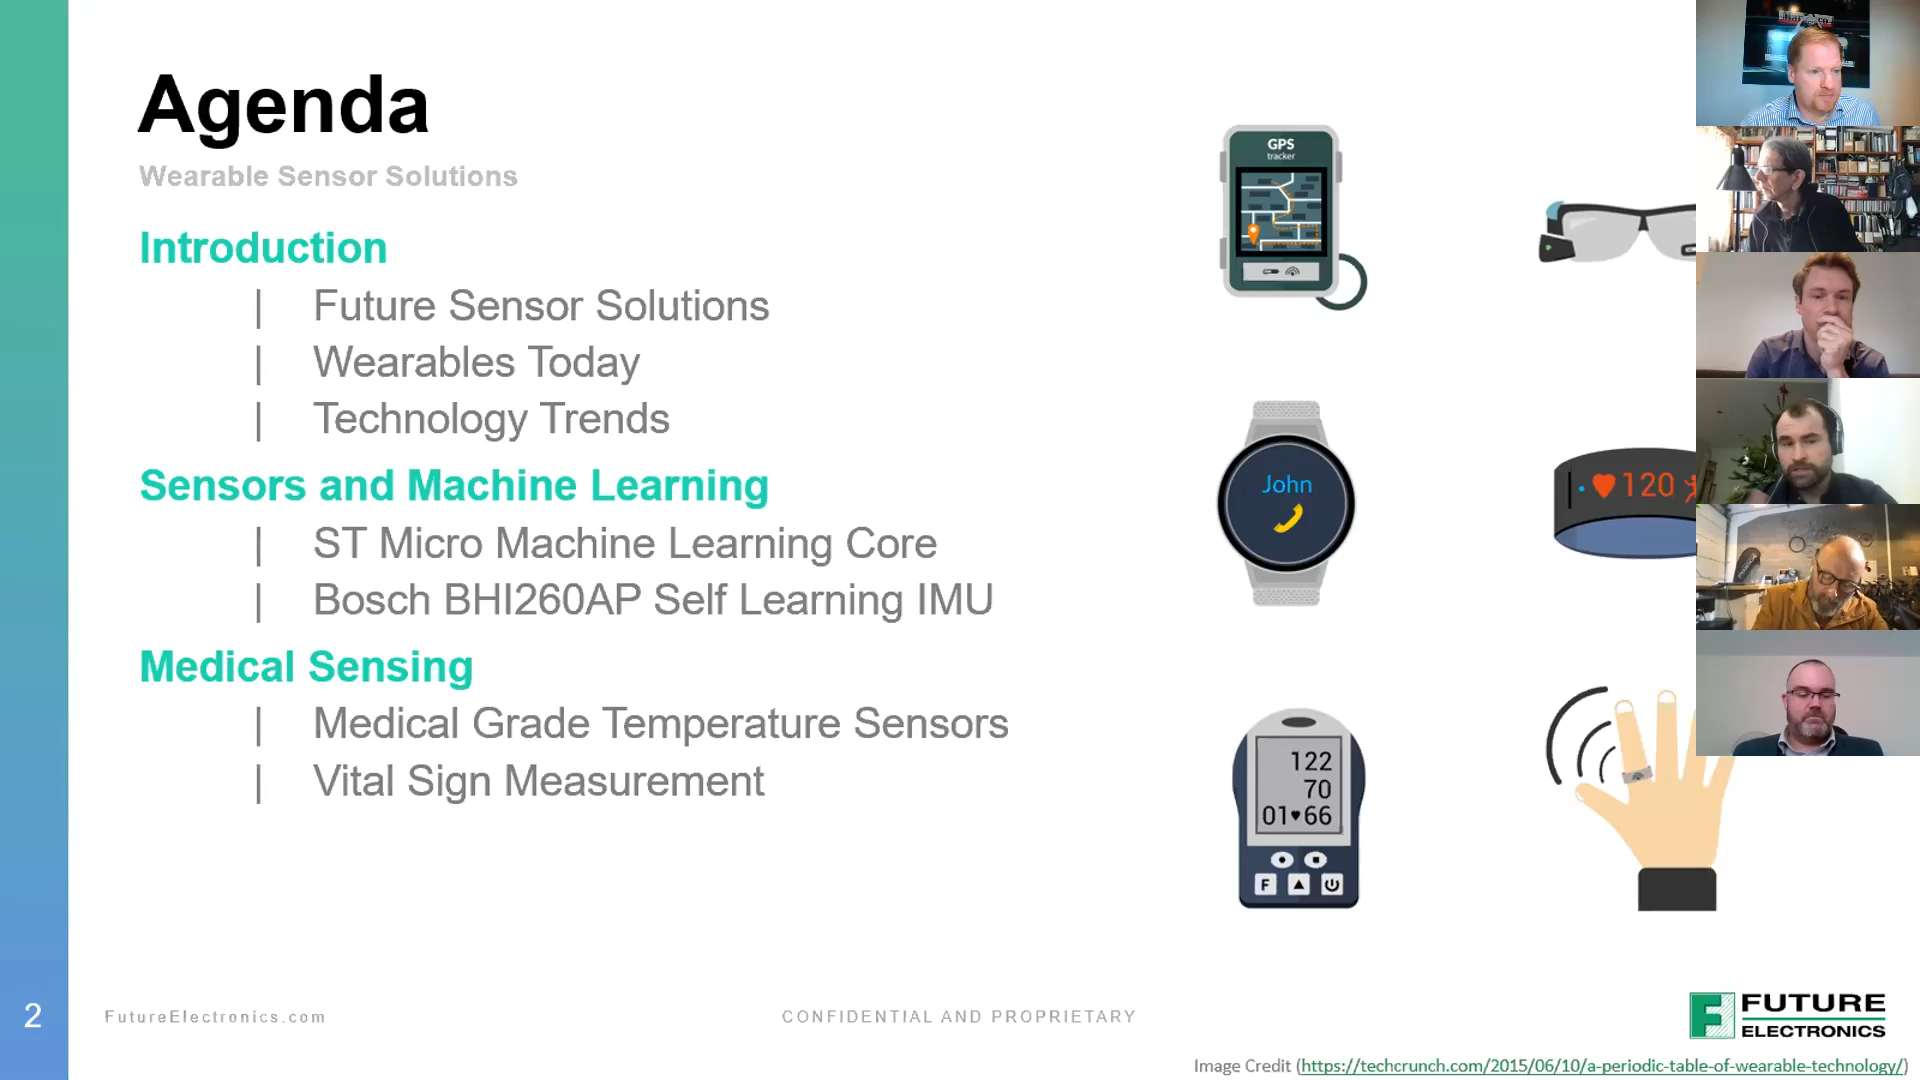 Agenda
Wearable Sensor Solutions
Introduction
| Future Sensor Solutions
| Wearables Today
| Technology Trends
Sensors and Machine Learning
| ST Micro Machine Learning Core
| Bosch BHI260AP Self Learning IMU
Medical Sensing
| Medical Grade Temperature Sensors
| Vital Sign Measurement
GPS
tracker
John
120
122
70
01♥66
F
2
FutureElectronics.com
CONFIDENTIAL AND PROPRIETARY
F FUTURE
ELECTRONICS
Image Credit (https://techcrunch.com/2015/06/10/a-periodic-table-of-wearable-technology/)